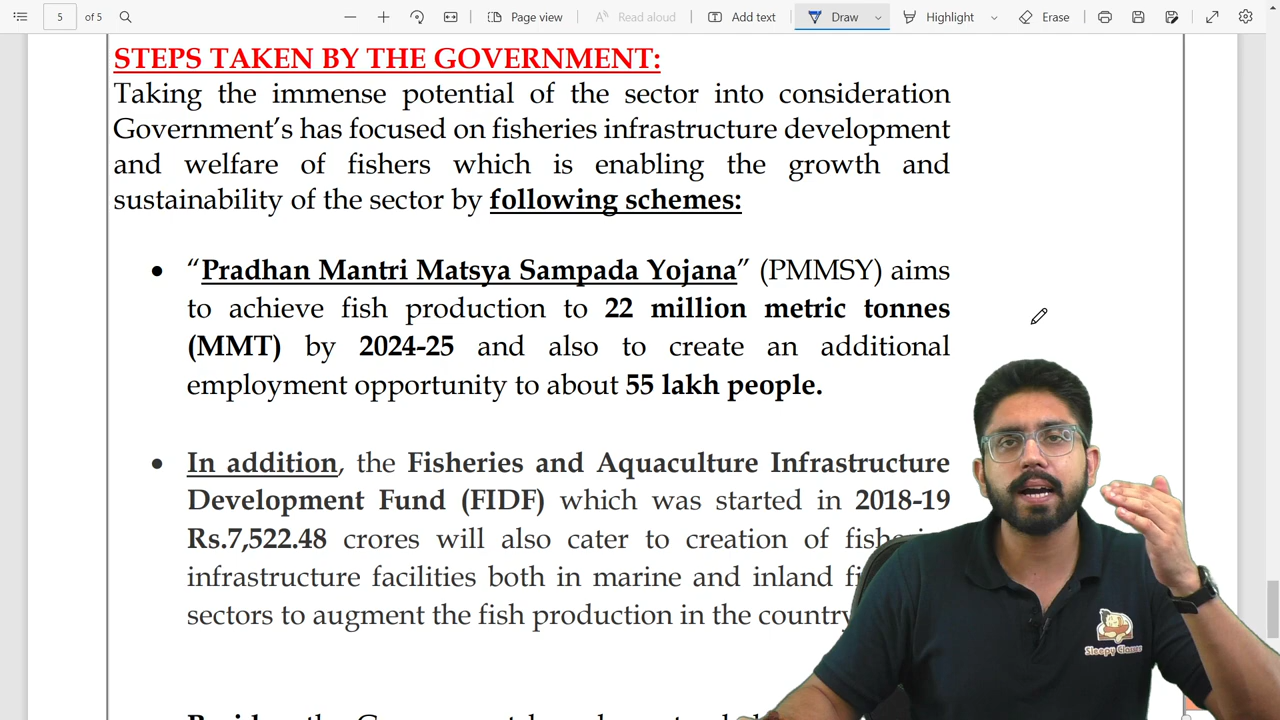 5 of 5 Page view Read aloud Add text Draw Highlight Erase
STEPS TAKEN BY THE GOVERNMENT:
Taking the immense potential of the sector into consideration
Government's has focused on fisheries infrastructure development
and welfare of fishers which is enabling the growth and
sustainability of the sector by following schemes:
• “Pradhan Mantri Matsya Sampada Yojana” (PMMSY) aims
to achieve fish production to 22 million metric tonnes
(MMT) by 2024-25 and also to create an additional
employment opportunity to about 55 lakh people.
• In addition, the Fisheries and Aquaculture Infrastructure
Development Fund (FIDF) which was started in 2018-19
Rs.7,522.48 crores will also cater to creation of
infrastructure facilities both in marine and inland
sectors to augment the fish production in the country
Sleepy Classes